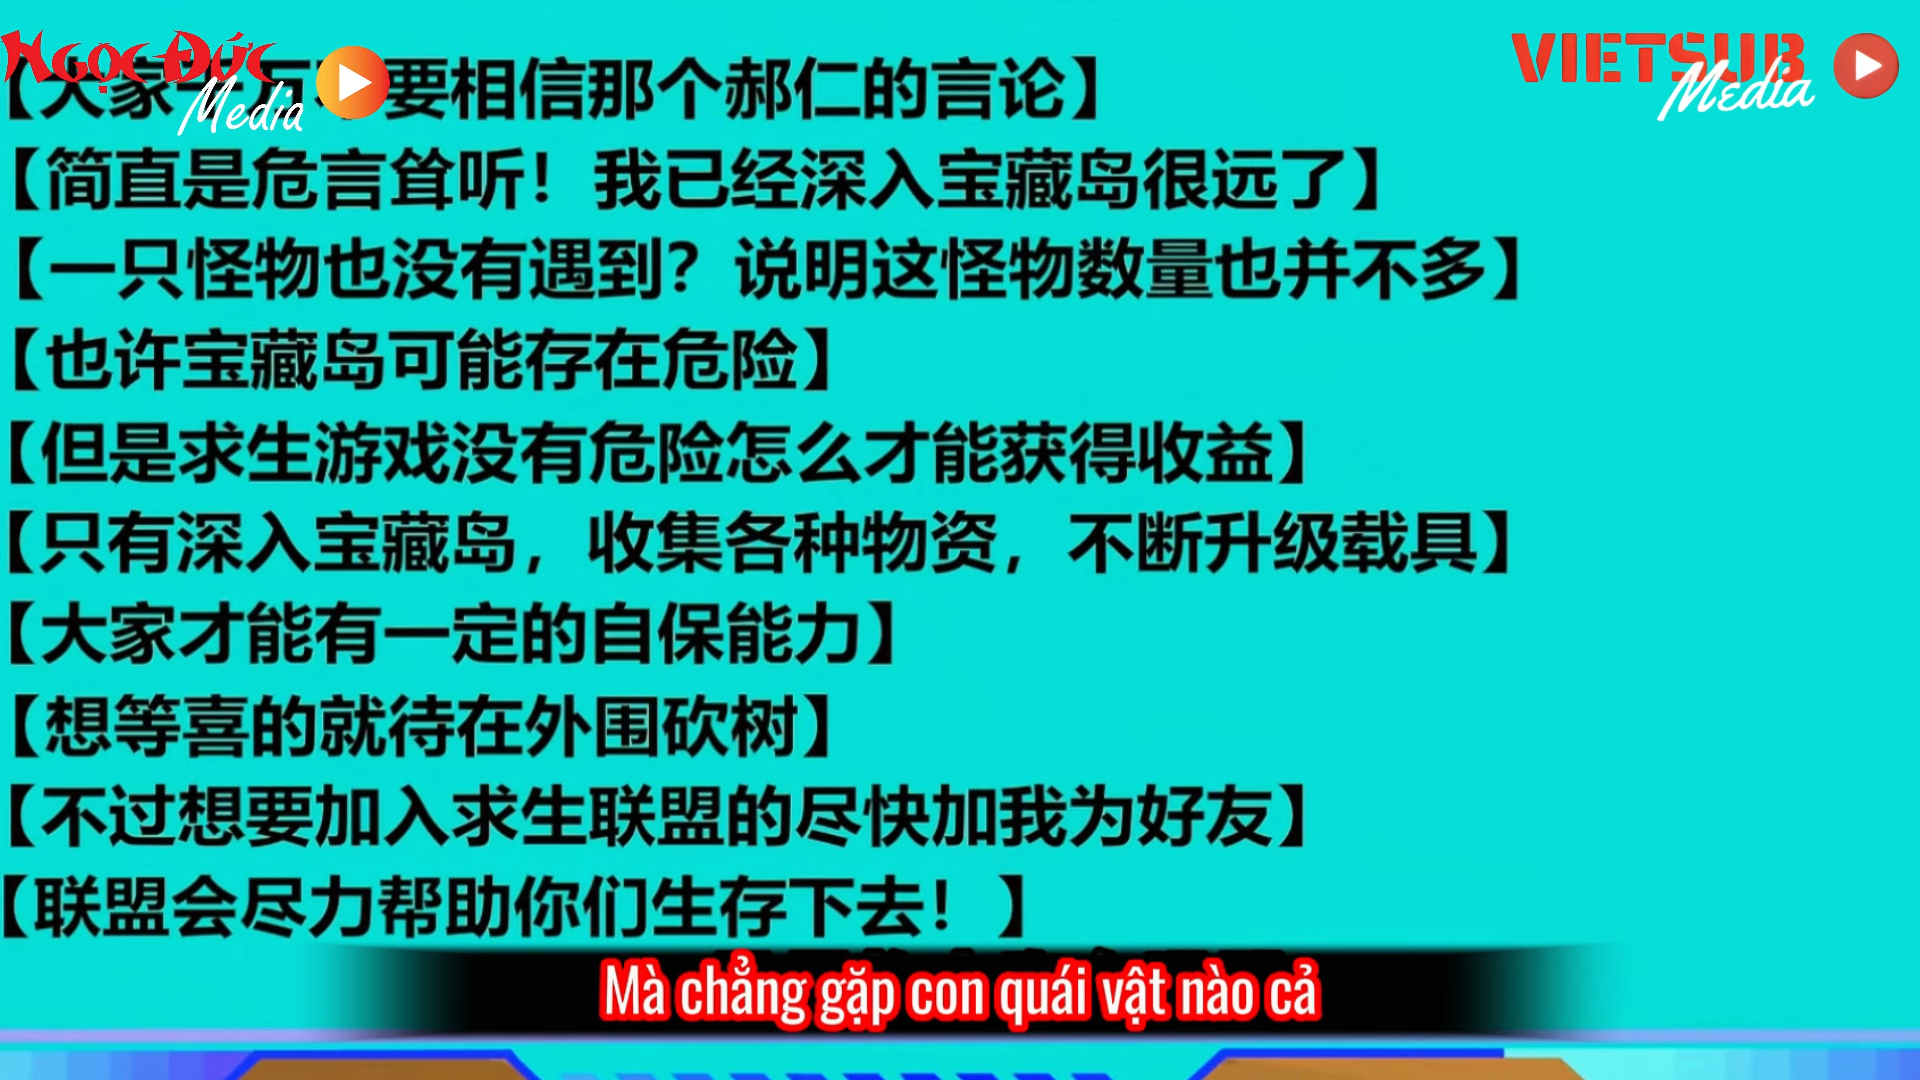 Ngọc Đức
Media
VIETSUB
Media
【大家千万不要相信那个郝仁的言论】
【简直是危言耸听！我已经深入宝藏岛很远了】
【一只怪物也没有遇到？说明这怪物数量也并不多】
【也许宝藏岛可能存在危险】
【但是求生游戏没有危险怎么才能获得收益】
【只有深入宝藏岛，收集各种物资，不断升级载具】
【大家才能有一定的自保能力】
【想等喜的就待在外围砍树】
【不过想要加入求生联盟的尽快加我为好友】
【联盟会尽力帮助你们生存下去！】
Mà chẳng gặp con quái vật nào cả